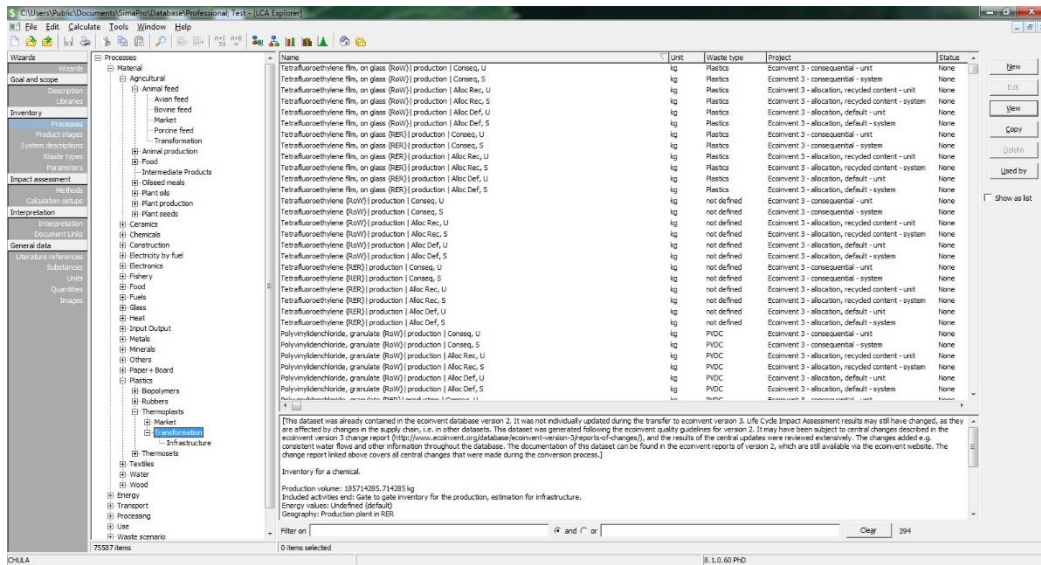 C:\Users\Public\Documents\SimaPro\Database\Professional; Test - [LCA Explorer]
File Edit Calculate Tools Window Help
Wizards
Wizards
Goal and scope
Description
Libraries
Inventory
Processes
Product stages
System descriptions
Waste types
Parameters
Impact assessment
Methods
Calculation setups
Interpretation
Interpretation
Document Links
General data
Literature references
Substances
Units
Quantities
Images
Processes
Material
Agricultural
Animal feed
Avian feed
Bovine feed
Market
Porcine feed
Transformation
Animal production
Food
Intermediate Products
Oilseed meals
Plant oils
Plant production
Plant seeds
Ceramics
Chemicals
Construction
Electricity by fuel
Electronics
Fishery
Food
Fuels
Glass
Heat
Input Output
Metals
Minerals
Others
Paper+ Board
Plastics
Biopolymers
Rubbers
Thermoplasts
Market
Transformation
Infrastructure
Thermosets
Textiles
Water
Wood
Energy
Transport
Processing
Use
Waste scenario
75587 items
Name Unit Waste type Project Status
Tetrafluoroethylene film, on glass {RoW}| production | Conseq, U kg Plastics Ecoinvent 3 - consequential - unit None
Tetrafluoroethylene film, on glass {RoW}| production | Conseq, S kg Plastics Ecoinvent 3 - consequential - system None
Tetrafluoroethylene film, on glass {RoW}| production | Alloc Rec, U kg Plastics Ecoinvent 3 - allocation, recycled content - unit None
Tetrafluoroethylene film, on glass {RoW}| production | Alloc Rec, S kg Plastics Ecoinvent 3 - allocation, recycled content - system None
Tetrafluoroethylene film, on glass {RoW}| production | Alloc Def, U kg Plastics Ecoinvent 3 - allocation, default - unit None
Tetrafluoroethylene film, on glass {RoW}| production | Alloc Def, S kg Plastics Ecoinvent 3 - allocation, default - system None
Tetrafluoroethylene film, on glass {RER}| production | Conseq, U kg Plastics Ecoinvent 3 - consequential - unit None
Tetrafluoroethylene film, on glass {RER}| production | Conseq, S kg Plastics Ecoinvent 3 - consequential - system None
Tetrafluoroethylene film, on glass {RER}| production | Alloc Rec, U kg Plastics Ecoinvent 3 - allocation, recycled content - unit None
Tetrafluoroethylene film, on glass {RER}| production | Alloc Rec, S kg Plastics Ecoinvent 3 - allocation, recycled content - system None
Tetrafluoroethylene film, on glass {RER}| production | Alloc Def, U kg Plastics Ecoinvent 3 - allocation, default - unit None
Tetrafluoroethylene film, on glass {RER}| production | Alloc Def, S kg Plastics Ecoinvent 3 - allocation, default - system None
Tetrafluoroethylene {RoW}| production | Conseq, U kg not defined Ecoinvent 3 - consequential - unit None
Tetrafluoroethylene {RoW}| production | Conseq, S kg not defined Ecoinvent 3 - consequential - system None
Tetrafluoroethylene {RoW}| production | Alloc Rec, U kg not defined Ecoinvent 3 - allocation, recycled content - unit None
Tetrafluoroethylene {RoW}| production | Alloc Rec, S kg not defined Ecoinvent 3 - allocation, recycled content - system None
Tetrafluoroethylene {RoW}| production | Alloc Def, U kg not defined Ecoinvent 3 - allocation, default - unit None
Tetrafluoroethylene {RoW}| production | Alloc Def, S kg not defined Ecoinvent 3 - allocation, default - system None
Tetrafluoroethylene {RER}| production | Conseq, U kg not defined Ecoinvent 3 - consequential - unit None
Tetrafluoroethylene {RER}| production | Conseq, S kg not defined Ecoinvent 3 - consequential - system None
Tetrafluoroethylene {RER}| production | Alloc Rec, U kg not defined Ecoinvent 3 - allocation, recycled content - unit None
Tetrafluoroethylene {RER}| production | Alloc Rec, S kg not defined Ecoinvent 3 - allocation, recycled content - system None
Tetrafluoroethylene {RER}| production | Alloc Def, U kg not defined Ecoinvent 3 - allocation, default - unit None
Tetrafluoroethylene {RER}| production | Alloc Def, S kg not defined Ecoinvent 3 - allocation, default - system None
Polyvinylidenchloride, granulate {RoW}| production | Conseq, U kg PVDC Ecoinvent 3 - consequential - unit None
Polyvinylidenchloride, granulate {RoW}| production | Conseq, S kg PVDC Ecoinvent 3 - consequential - system None
Polyvinylidenchloride, granulate {RoW}| production | Alloc Rec, U kg PVDC Ecoinvent 3 - allocation, recycled content - unit None
Polyvinylidenchloride, granulate {RoW}| production | Alloc Rec, S kg PVDC Ecoinvent 3 - allocation, recycled content - system None
Polyvinylidenchloride, granulate {RoW}| production | Alloc Def, U kg PVDC Ecoinvent 3 - allocation, default - unit None
Polyvinylidenchloride, granulate {RoW}| production | Alloc Def, S kg PVDC Ecoinvent 3 - allocation, default - system None
[This dataset was already contained in the ecoinvent database version 2. It was not individually updated during the transfer to ecoinvent version 3. Life Cycle Impact Assessment results may still have changed, as they
are affected by changes in the supply chain, i.e. in other datasets. This dataset was generated following the ecoinvent quality guidelines for version 2. It may have been subject to central changes described in the
ecoinvent version 3 change report (http://www.ecoinvent.org/database/ecoinvent-version-3/reports-of-changes/), and the results of the central updates were reviewed extensively. The changes added e.g.
consistent water flows and other information throughout the database. The documentation of this dataset can be found in the ecoinvent reports of version 2, which are still available via the ecoinvent website. The
change report linked above covers all central changes that were made during the conversion process.]
Inventory for a chemical.
Production volume: 185714285.714285 kg
Included activities end: Gate to gate inventory for the production, estimation for infrastructure.
Energy values: Undefined (default)
Geography: Production plant in RER
Filter on and or Clear 394
0 items selected
New
Edit
View
Copy
Delete
Used by
Show as list
CHULA 8.1.0.60 PhD